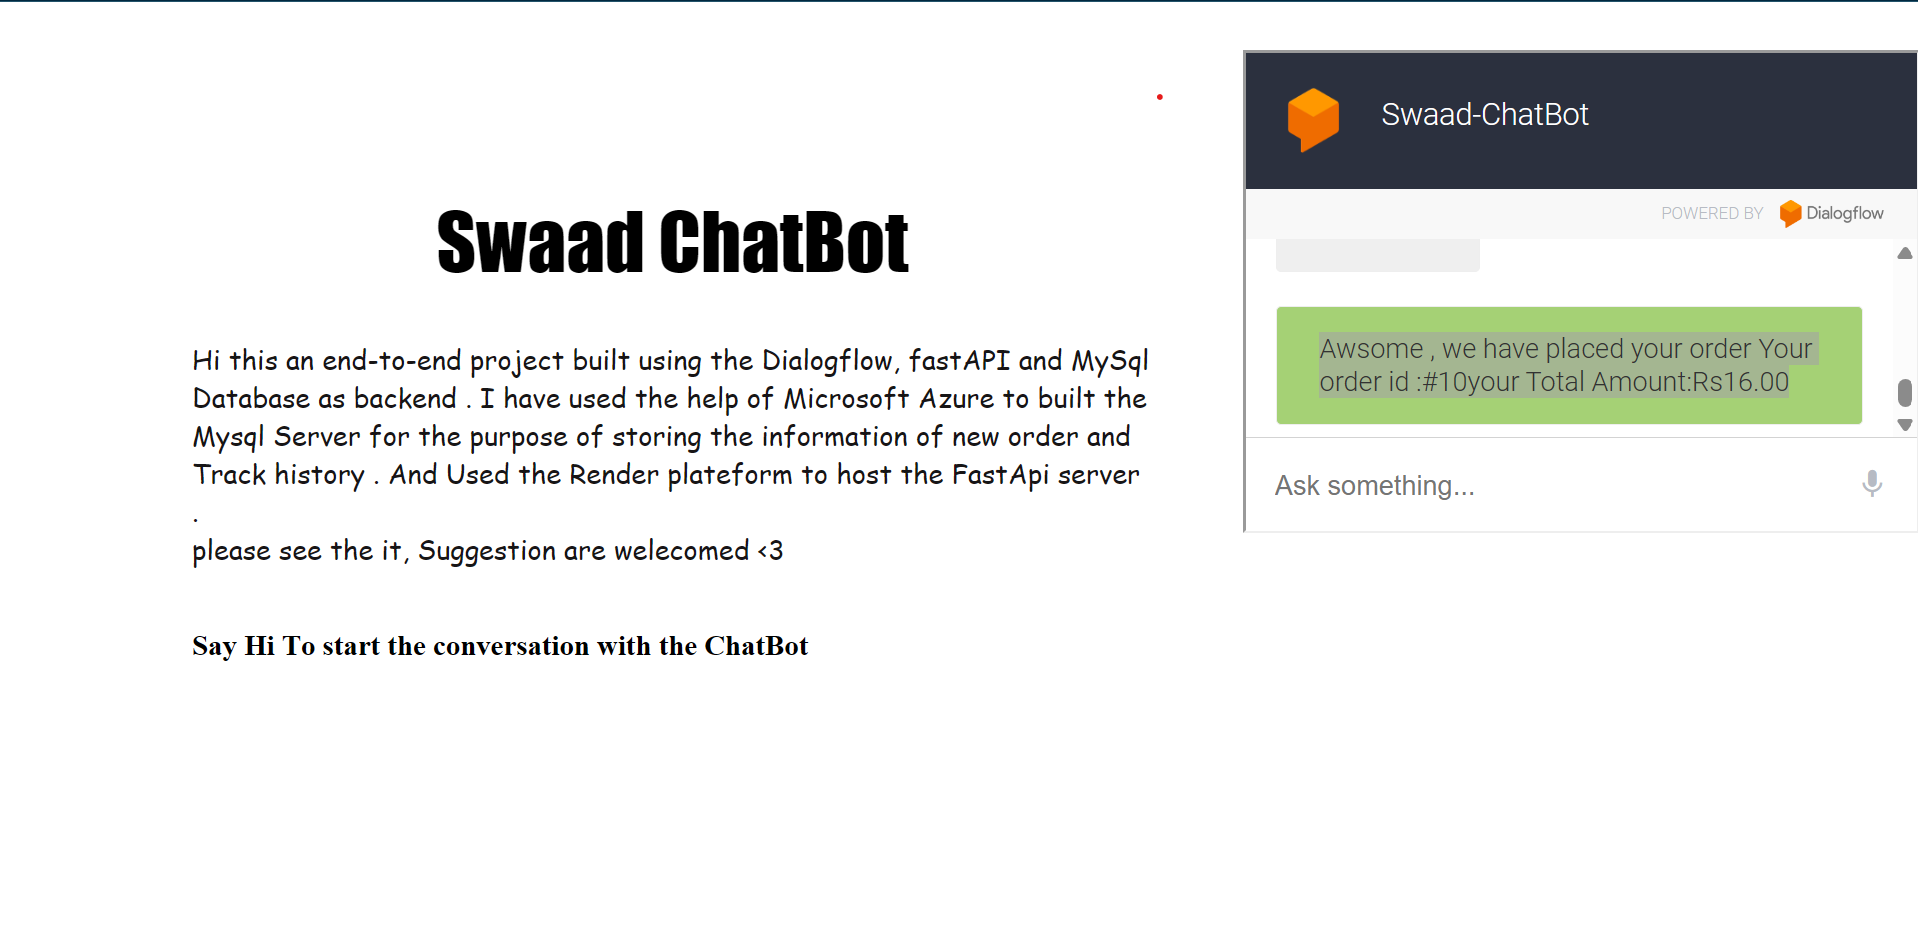 Swaad ChatBot
Hi this an end-to-end project built using the Dialogflow, fastAPI and MySql
Database as backend . I have used the help of Microsoft Azure to built the
Mysql Server for the purpose of storing the information of new order and
Track history . And Used the Render plateform to host the FastApi server
.
please see the it, Suggestion are welecomed <3
Say Hi To start the conversation with the ChatBot
Swaad-ChatBot
POWERED BY Dialogflow
Awsome , we have placed your order Your
order id :#10your Total Amount:Rs16.00
Ask something...